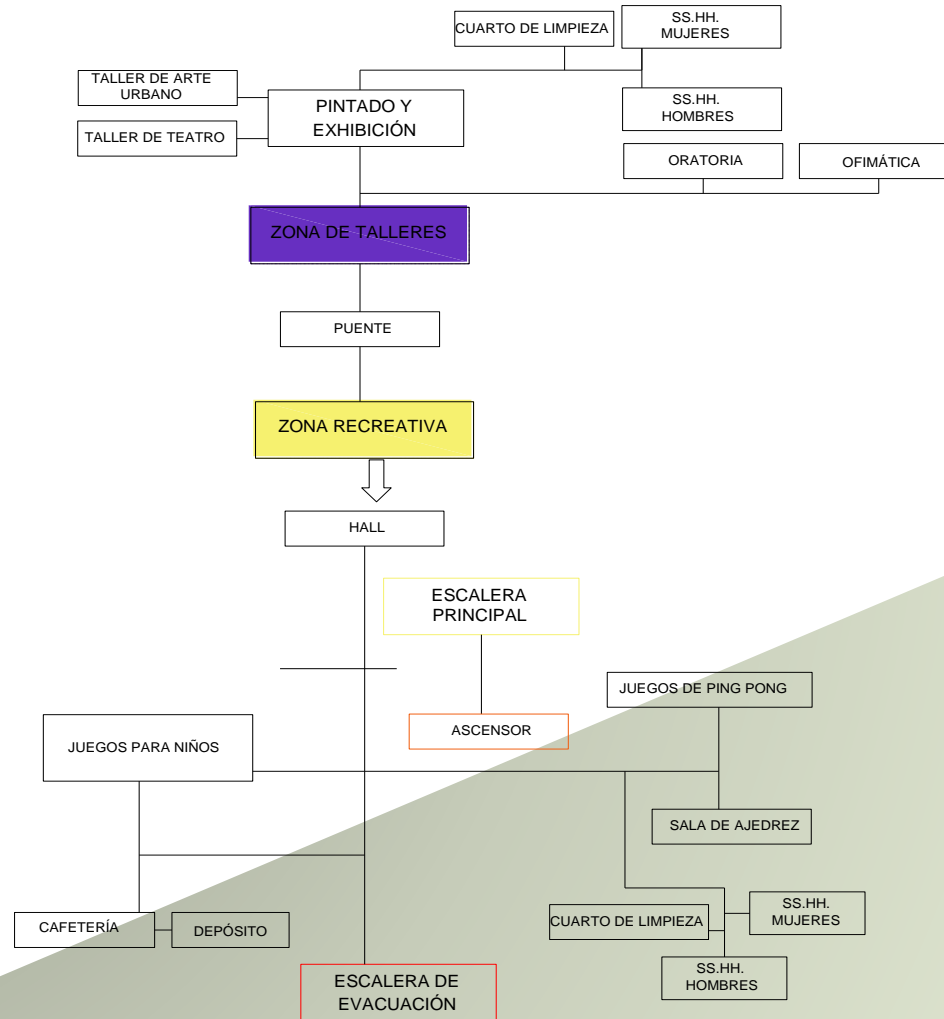 CUARTO DE LIMPIEZA
SS.HH.
MUJERES
TALLER DE ARTE
URBANO
PINTADO Y
EXHIBICIÓN
SS.HH.
HOMBRES
TALLER DE TEATRO
ORATORIA
OFIMÁTICA
ZONA DE TALLERES
PUENTE
ZONA RECREATIVA
HALL
ESCALERA
PRINCIPAL
JUEGOS DE PING PONG
ASCENSOR
JUEGOS PARA NIÑOS
SALA DE AJEDREZ
CAFETERÍA
DEPÓSITO
CUARTO DE LIMPIEZA
SS.HH.
MUJERES
SS.HH.
HOMBRES
ESCALERA DE
EVACUACIÓN